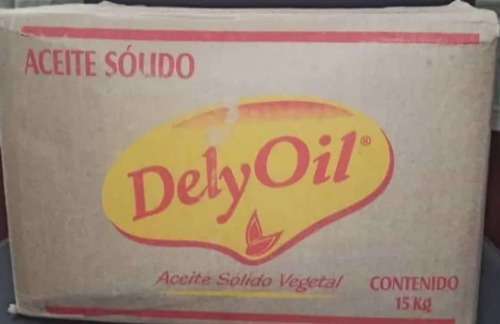 ACEITE SÓLIDO
DelyOil®
Aceite Sólido Vegetal
CONTENIDO
15 Kg